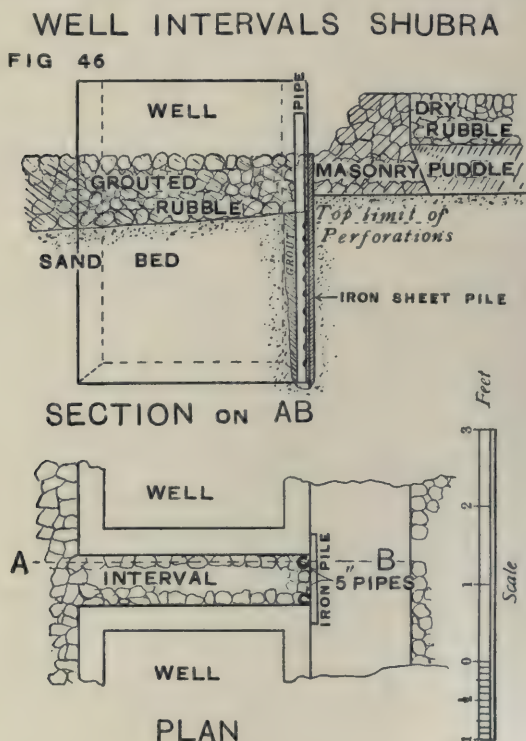 WELL INTERVALS SHUBRA
FIG 46
PIPE
WELL
DRY
RUBBLE
GROUTED
RUBBLE
MASONRY
PUDDLE
Top limit of
Perforations
SAND BED
GROUT
IRON SHEET PILE
SECTION ON AB
Feet
3
WELL
2
A
B
INTERVAL
IRON PILE
5" PIPES
1
Scale
0
WELL
1
PLAN